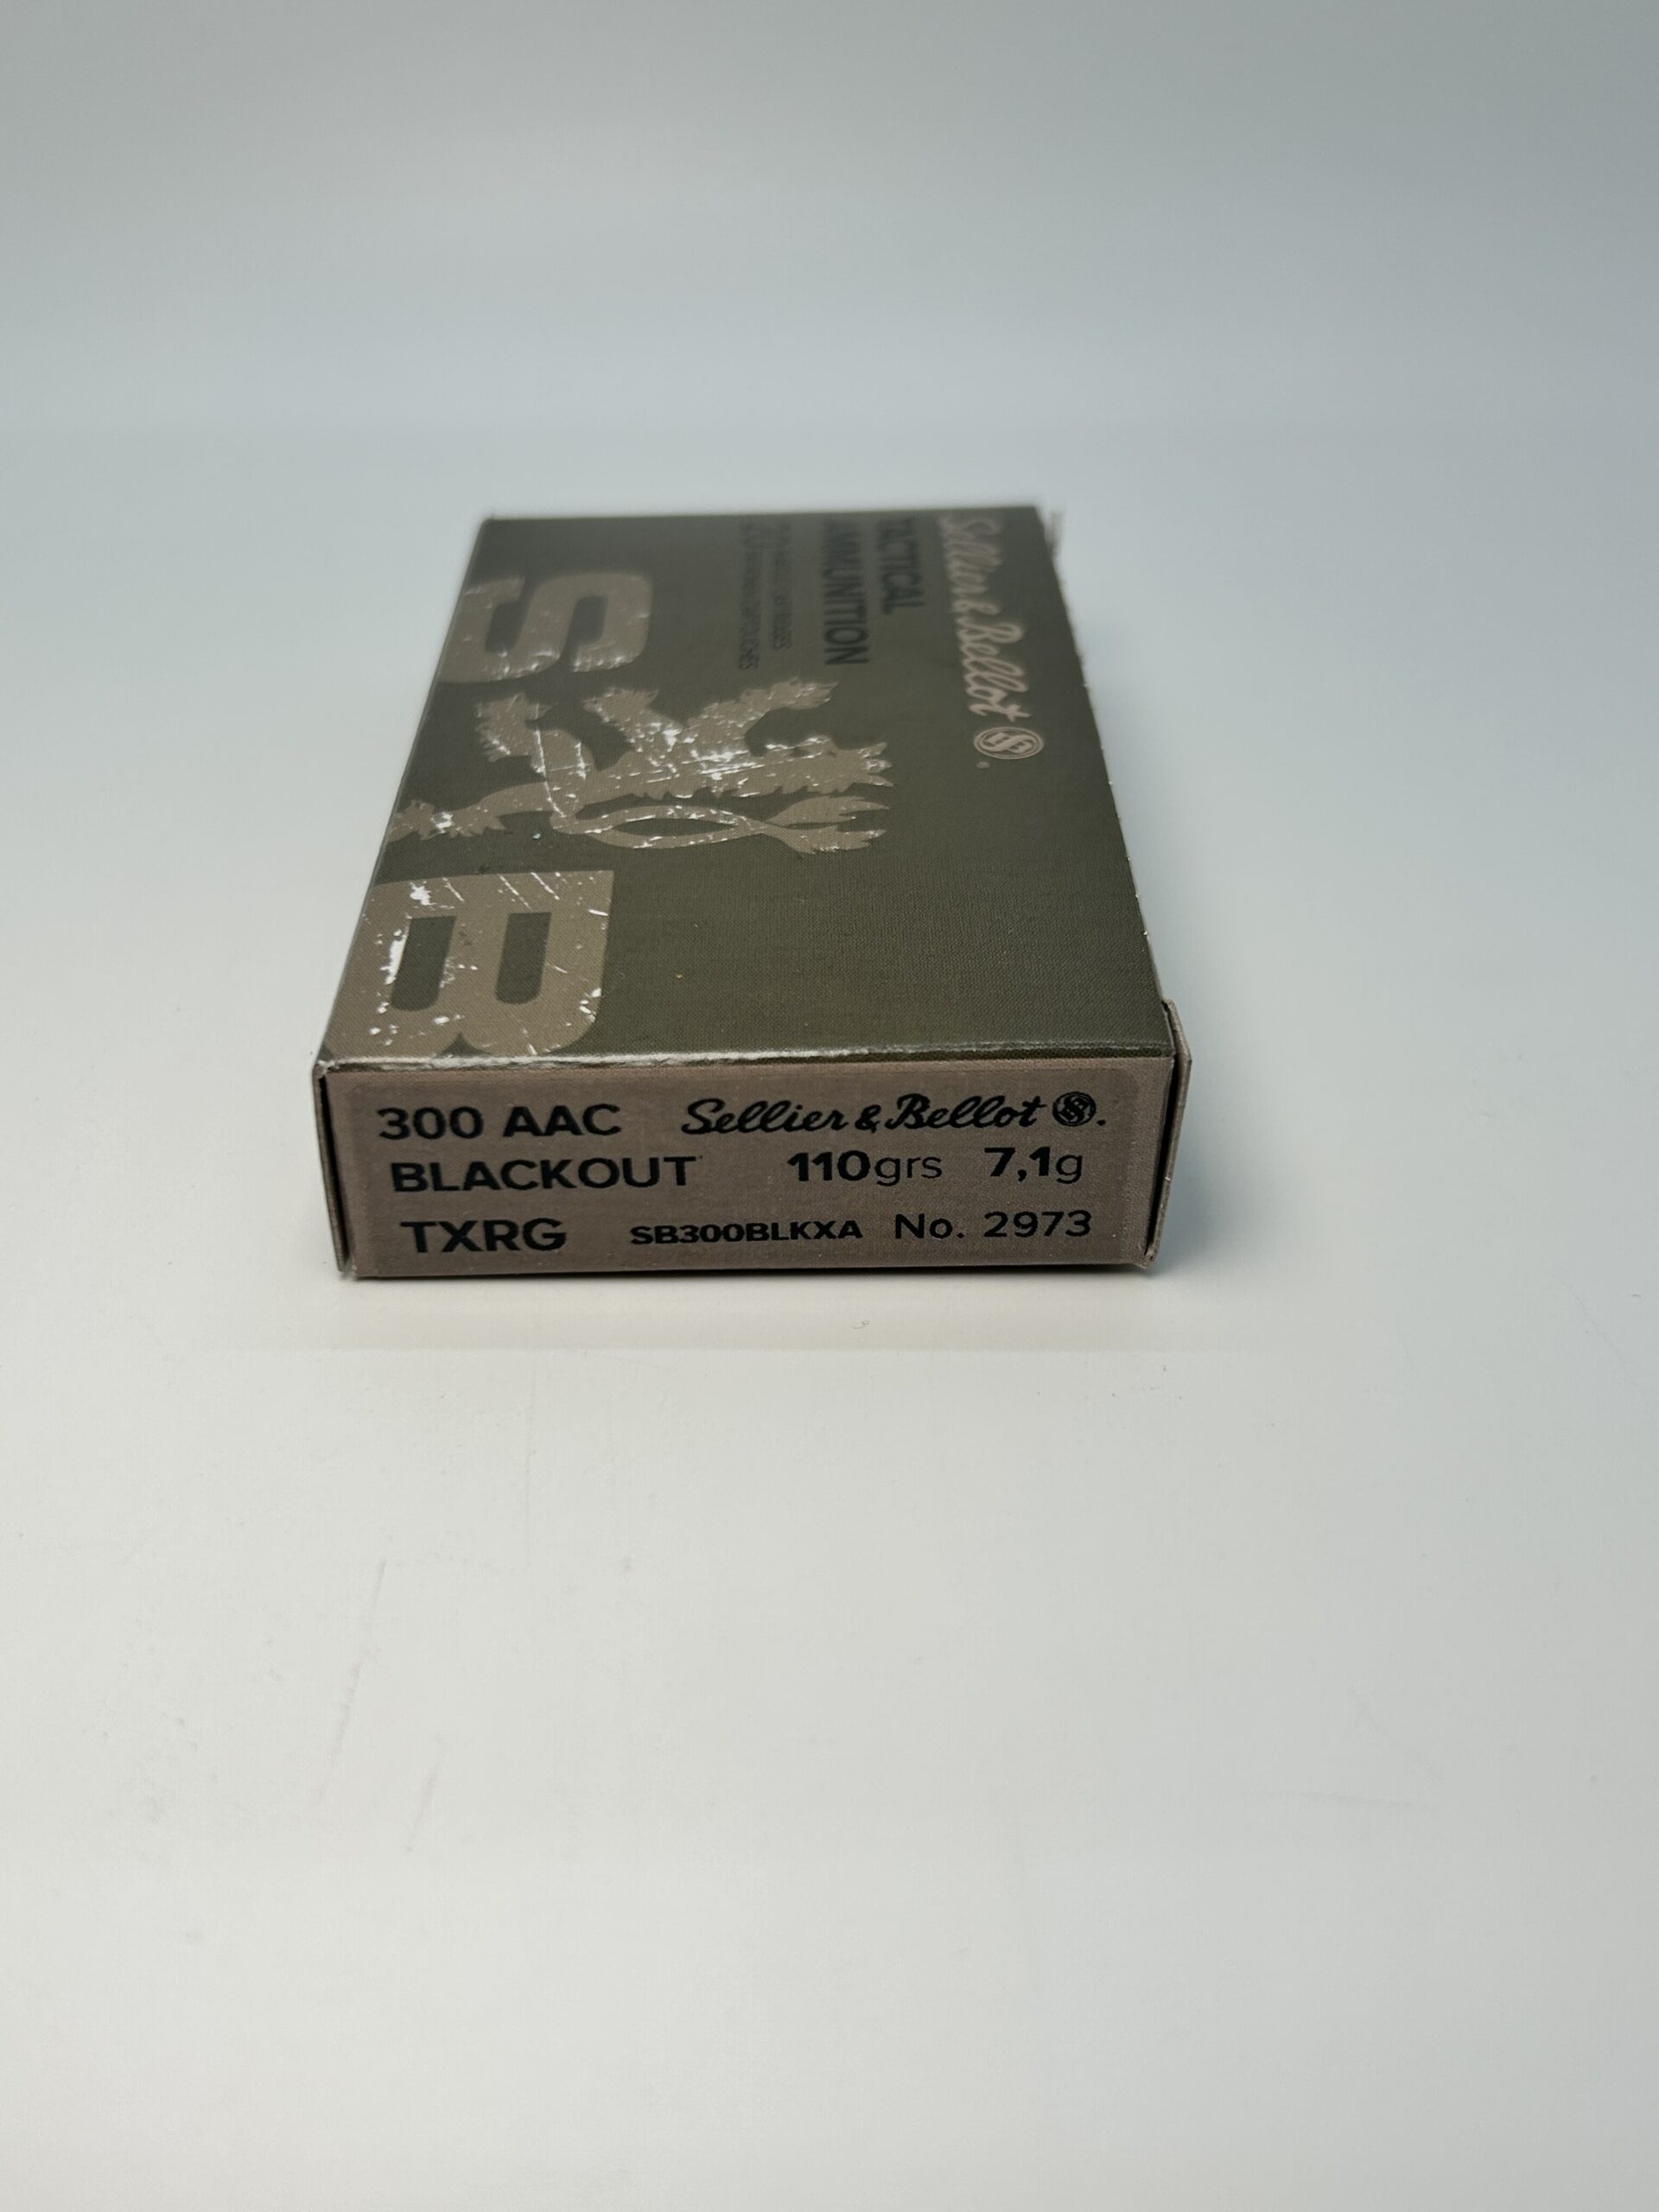 Sellier & Bellot
TACTICAL
AMMUNITION
S B
300 AAC Sellier & Bellot
BLACKOUT 110grs 7,1g
TXRG SB300BLKXA No. 2973